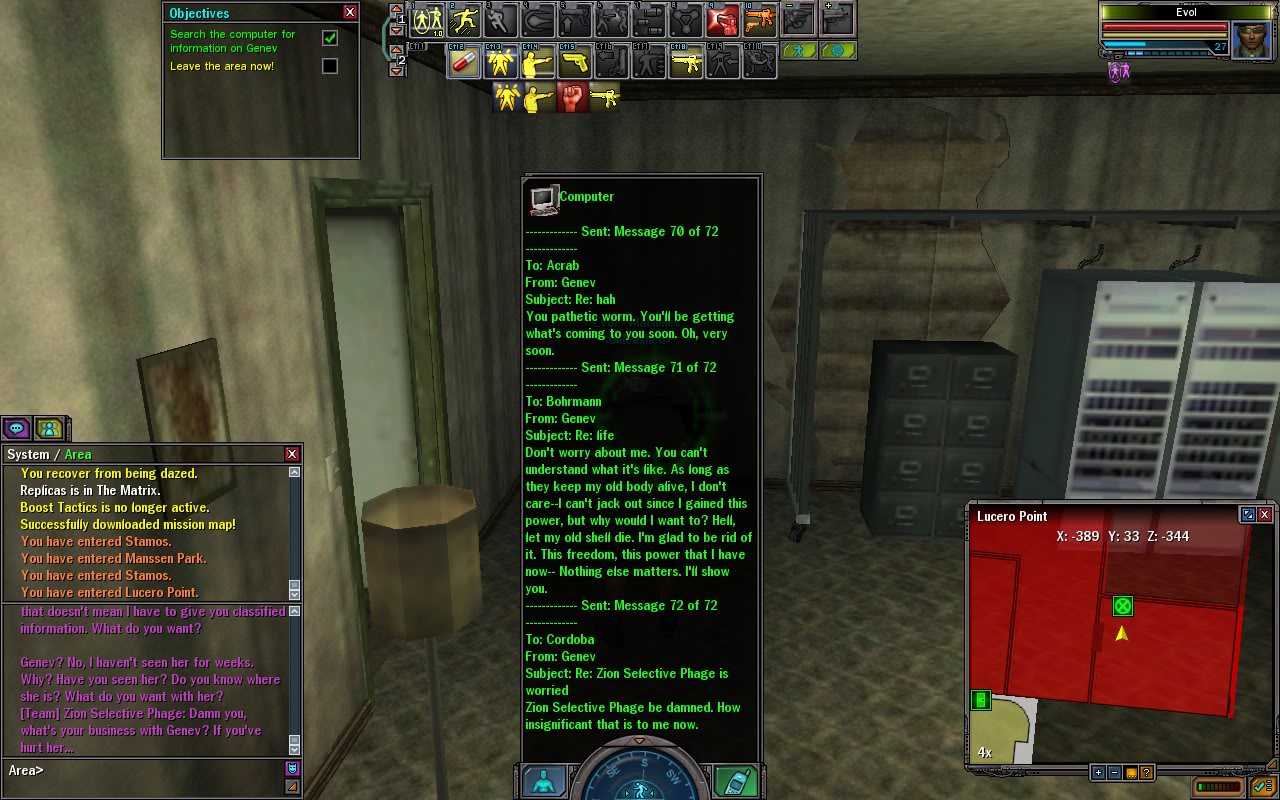 Objectives
Search the computer for
information on Genev
Leave the area now!
1
2
1.0
Evol
27
Computer
------------- Sent: Message 70 of 72
-------------
To: Acrab
From: Genev
Subject: Re: hah
You pathetic worm. You'll be getting
what's coming to you soon. Oh, very
soon.
------------- Sent: Message 71 of 72
-------------
To: Bohrmann
From: Genev
Subject: Re: life
Don't worry about me. You can't
understand what it's like. As long as
they keep my old body alive, I don't
care--I can't jack out since I gained this
power, but why would I want to? Hell,
let my old shell die. I'm glad to be rid of
it. This freedom, this power that I have
now-- Nothing else matters. I'll show
you.
------------- Sent: Message 72 of 72
-------------
To: Cordoba
From: Genev
Subject: Re: Zion Selective Phage is
worried
Zion Selective Phage be damned. How
insignificant that is to me now.
SE S SW
System / Area
You recover from being dazed.
Replicas is in The Matrix.
Boost Tactics is no longer active.
Successfully downloaded mission map!
You have entered Stamos.
You have entered Manssen Park.
You have entered Stamos.
You have entered Lucero Point.
that doesn't mean I have to give you classified
information. What do you want?
Genev? No, I haven't seen her for weeks.
Why? Have you seen her? Do you know where
she is? What do you want with her?
[Team] Zion Selective Phage: Damn you,
what's your business with Genev? If you've
hurt her...
Area>
Lucero Point
X: -389 Y: 33 Z: -344
4x